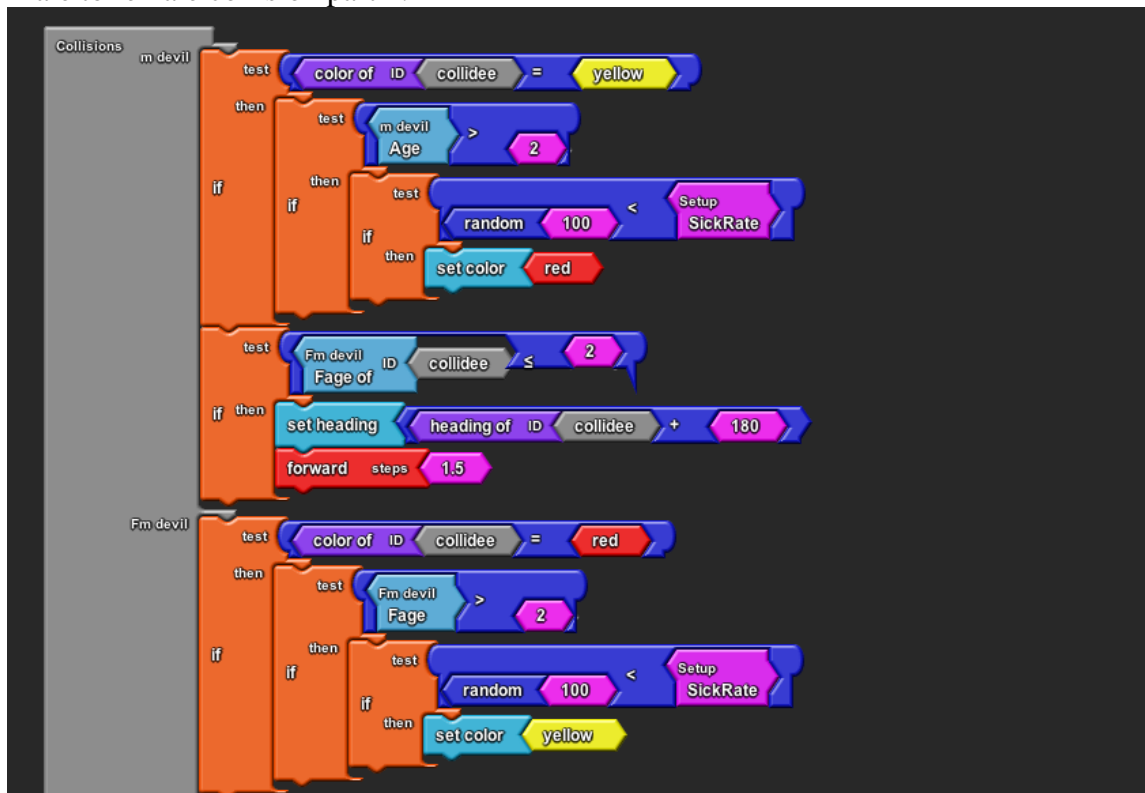 Collisions
m devil
test color of ID collidee = yellow
then
test m devil Age > 2
if
then
if
test random 100 < Setup SickRate
if
then set color red
test Fm devil Fage of ID collidee ≤ 2
if then set heading heading of ID collidee + 180
forward steps 1.5
Fm devil
test color of ID collidee = red
then
test Fm devil Fage > 2
if
then
if
test random 100 < Setup SickRate
if
then set color yellow